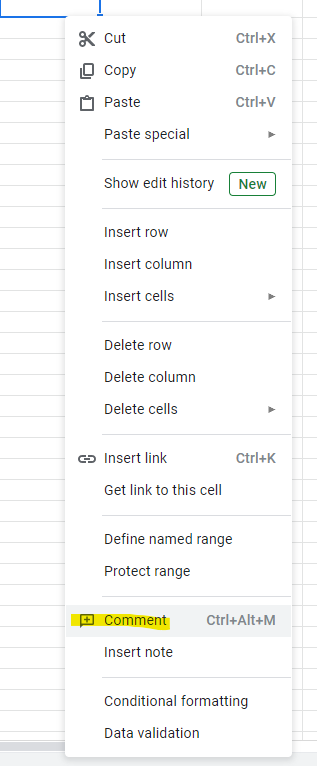 Cut Ctrl+X
Copy Ctrl+C
Paste Ctrl+V
Paste special
Show edit history New
Insert row
Insert column
Insert cells
Delete row
Delete column
Delete cells
Insert link Ctrl+K
Get link to this cell
Define named range
Protect range
Comment Ctrl+Alt+M
Insert note
Conditional formatting
Data validation